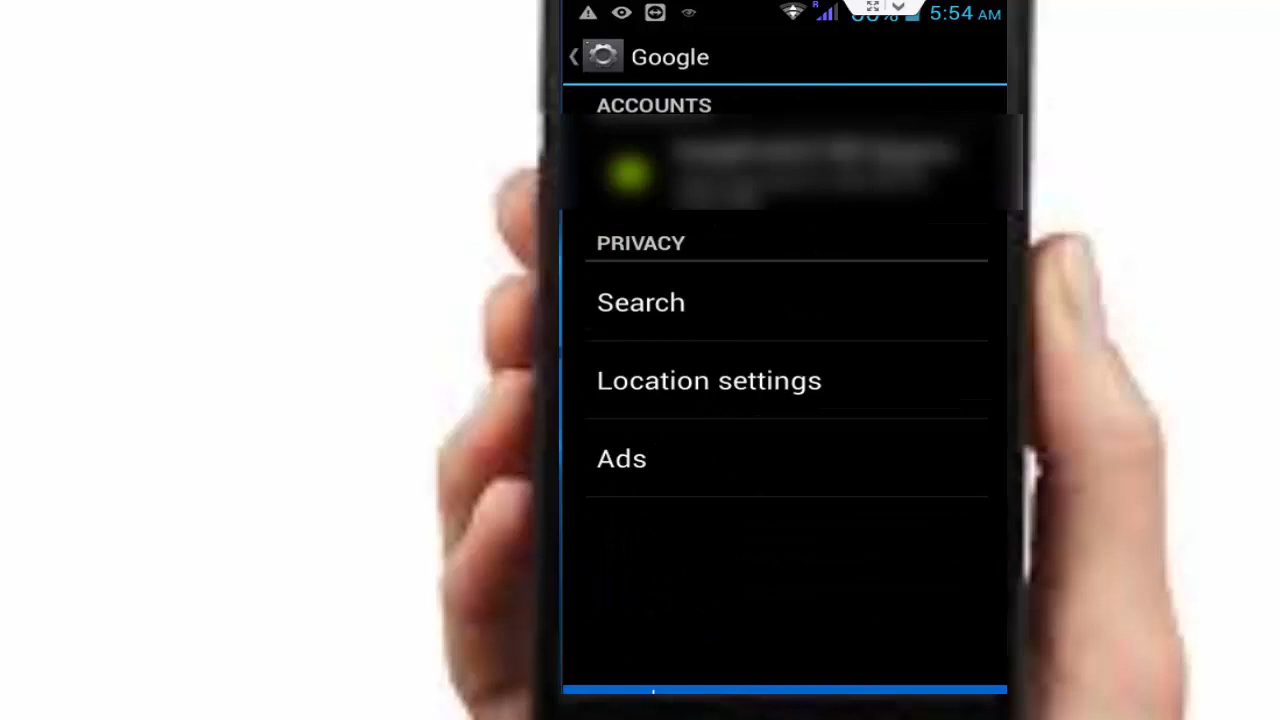 R 5:54 AM
Google
ACCOUNTS
PRIVACY
Search
Location settings
Ads